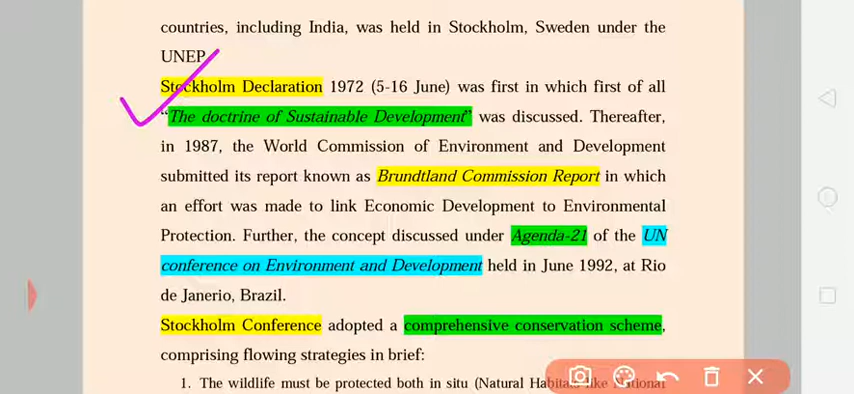 countries, including India, was held in Stockholm, Sweden under the
UNEP
Stockholm Declaration 1972 (5-16 June) was first in which first of all
“The doctrine of Sustainable Development” was discussed. Thereafter,
in 1987, the World Commission of Environment and Development
submitted its report known as Brundtland Commission Report in which
an effort was made to link Economic Development to Environmental
Protection. Further, the concept discussed under Agenda-21 of the UN
conference on Environment and Development held in June 1992, at Rio
de Janerio, Brazil.
Stockholm Conference adopted a comprehensive conservation scheme,
comprising flowing strategies in brief:
1. The wildlife must be protected both in situ (Natural Habitats like National